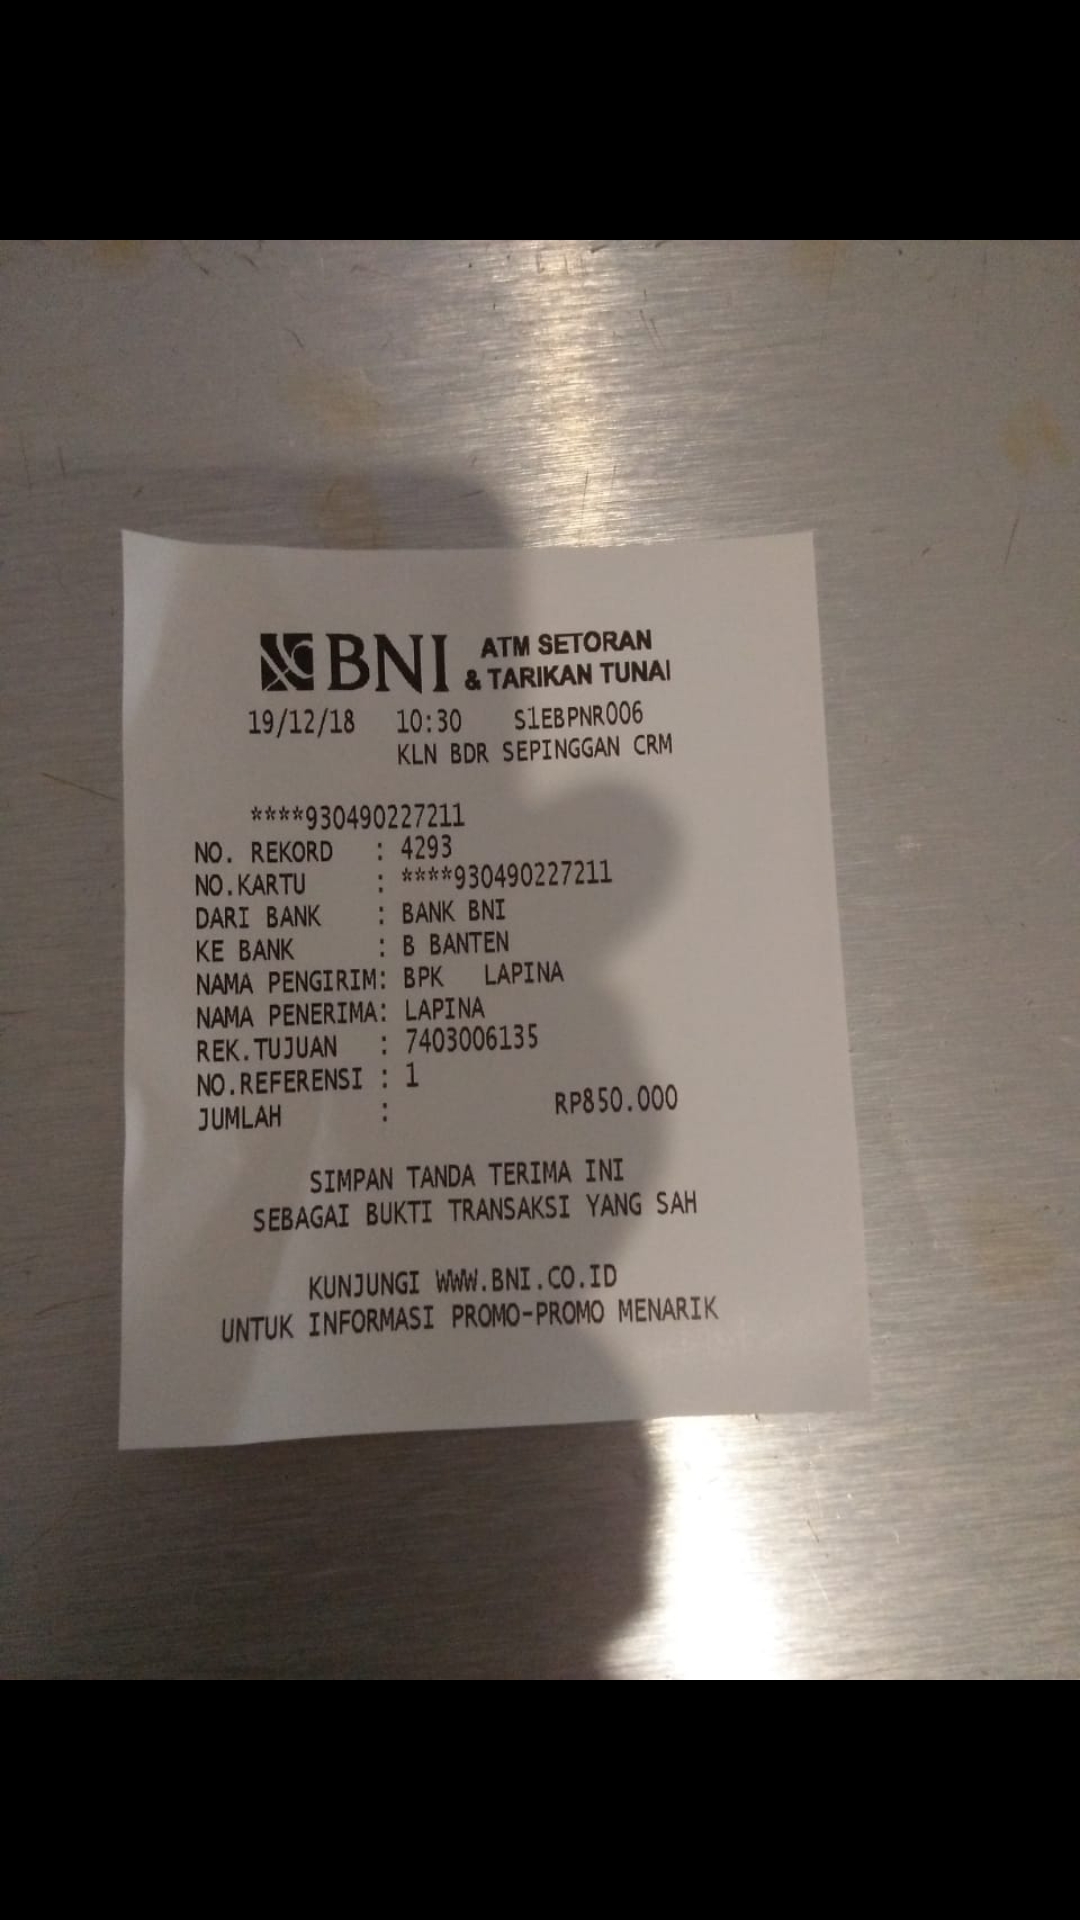 BNI ATM SETORAN
& TARIKAN TUNAI
19/12/18 10:30 S1EBPNR006
KLN BDR SEPINGGAN CRM
****930490227211
NO. REKORD : 4293
NO.KARTU : ****930490227211
DARI BANK : BANK BNI
KE BANK : B BANTEN
NAMA PENGIRIM: BPK LAPINA
NAMA PENERIMA: LAPINA
REK.TUJUAN : 7403006135
NO.REFERENSI : 1
JUMLAH : RP850.000
SIMPAN TANDA TERIMA INI
SEBAGAI BUKTI TRANSAKSI YANG SAH
KUNJUNGI WWW.BNI.CO.ID
UNTUK INFORMASI PROMO-PROMO MENARIK